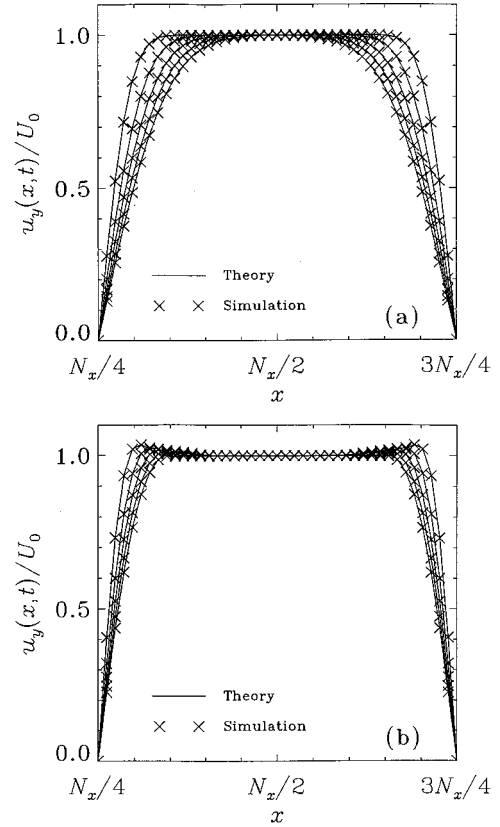 1.0
0.5
0.0
u_y(x,t)/U_0
Theory
× × Simulation
(a)
N_x/4 N_x/2 3N_x/4
x
1.0
0.5
0.0
u_y(x,t)/U_0
Theory
× × Simulation
(b)
N_x/4 N_x/2 3N_x/4
x